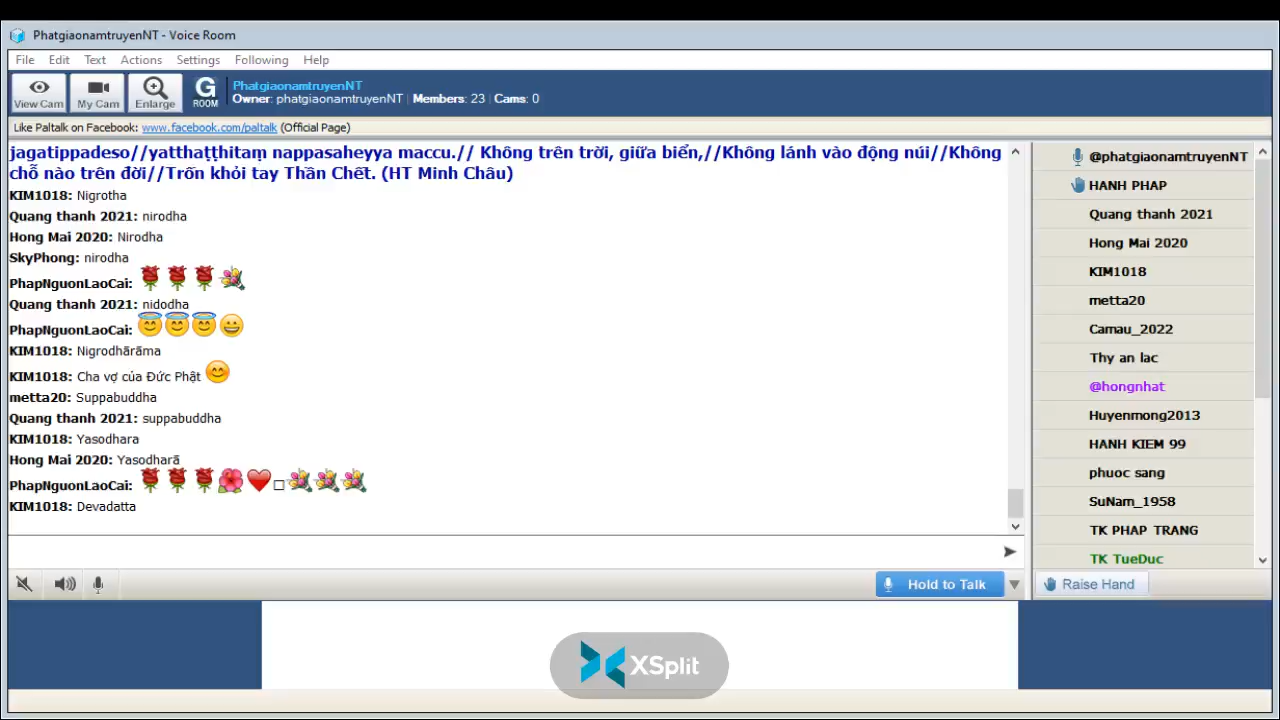 PhatgiaonamtruyenNT - Voice Room
File Edit Text Actions Settings Following Help
View Cam My Cam Enlarge G ROOM
PhatgiaonamtruyenNT
Owner: phatgiaonamtruyenNT Members: 23 Cams: 0
Like Paltalk on Facebook: www.facebook.com/paltalk (Official Page)
jagatippadeso//yatthaṭṭhitaṃ nappasaheyya maccu.// Không trên trời, giữa biển,//Không lánh vào động núi//Không
chỗ nào trên đời//Trốn khỏi tay Thần Chết. (HT Minh Châu)
KIM1018: Nigrotha
Quang thanh 2021: nirodha
Hong Mai 2020: Nirodha
SkyPhong: nirodha
PhapNguonLaoCai:
Quang thanh 2021: nidodha
PhapNguonLaoCai:
KIM1018: Nigrodhārāma
KIM1018: Cha vợ của Đức Phật
metta20: Suppabuddha
Quang thanh 2021: suppabuddha
KIM1018: Yasodhara
Hong Mai 2020: Yasodharā
PhapNguonLaoCai:
KIM1018: Devadatta
@phatgiaonamtruyenNT
HANH PHAP
Quang thanh 2021
Hong Mai 2020
KIM1018
metta20
Camau_2022
Thy an lac
@hongnhat
Huyenmong2013
HANH KIEM 99
phuoc sang
SuNam_1958
TK PHAP TRANG
TK TueDuc
Hold to Talk
Raise Hand
XSplit